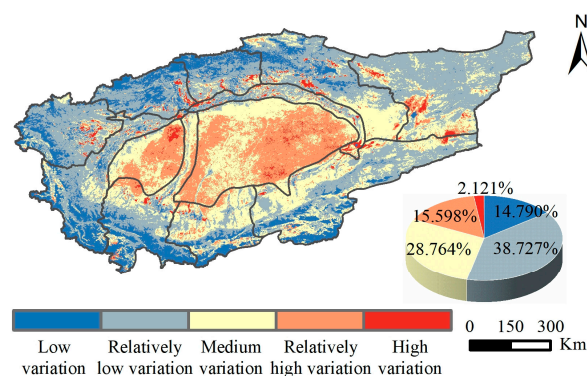 N
2.121%
15.598%
14.790%
28.764%
38.727%
Low variation
Relatively low variation
Medium variation
Relatively high variation
High variation
0 150 300
Km